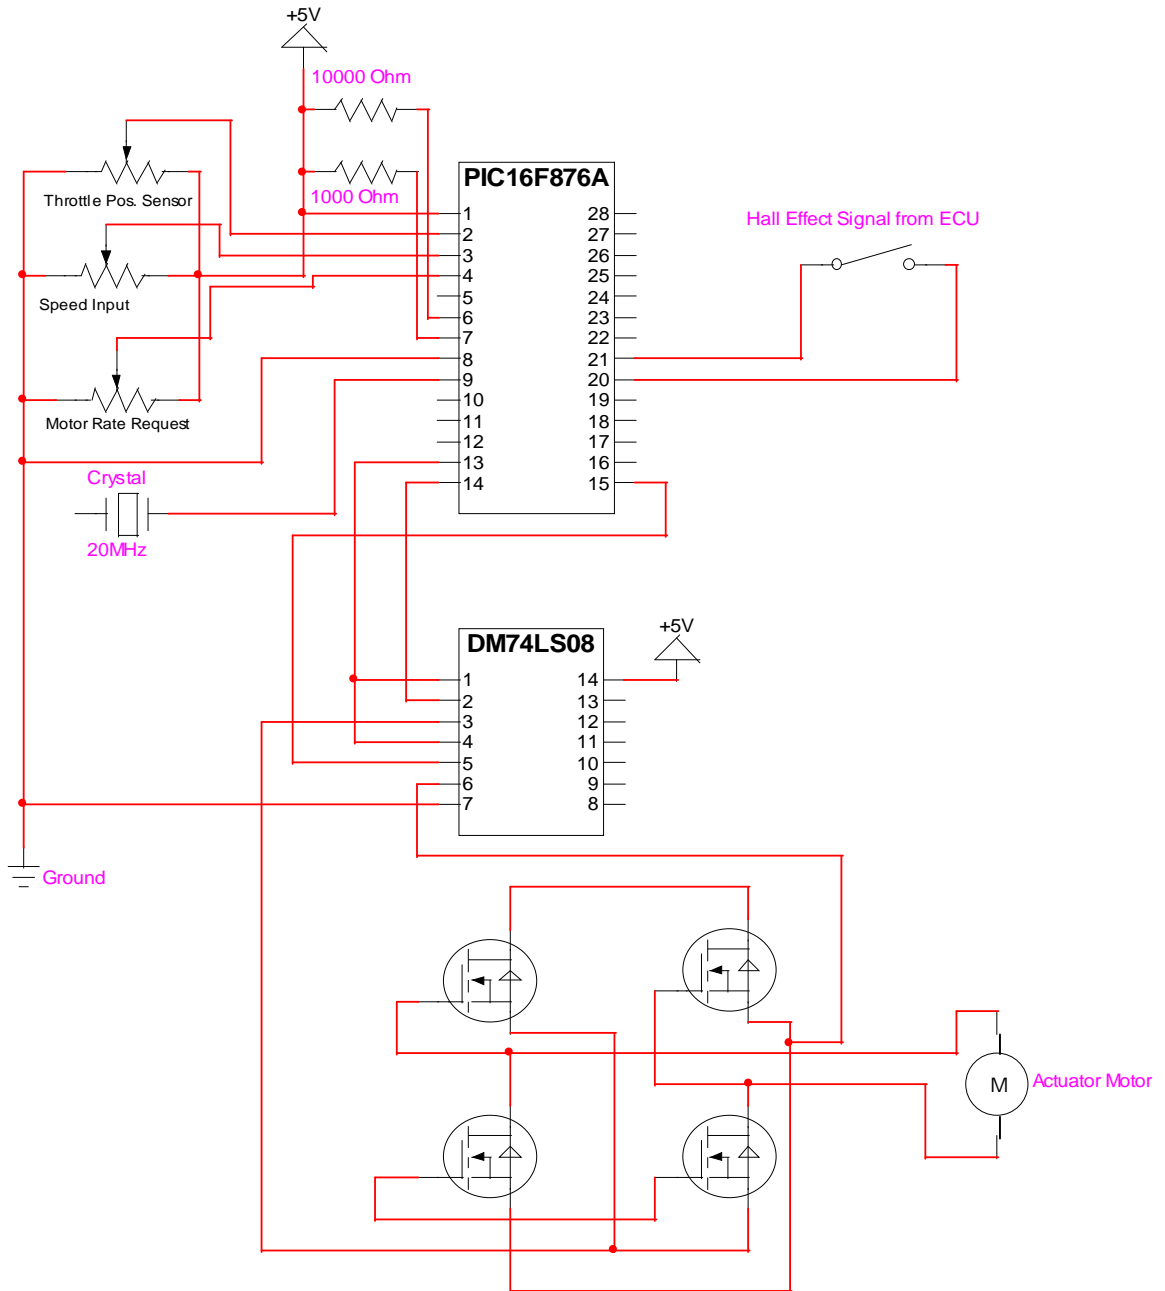 +5V
10000 Ohm
1000 Ohm
Throttle Pos. Sensor
Speed Input
Motor Rate Request
Crystal
20MHz
PIC16F876A
1 28
2 27
3 26
4 25
5 24
6 23
7 22
8 21
9 20
10 19
11 18
12 17
13 16
14 15
Hall Effect Signal from ECU
DM74LS08
+5V
1 14
2 13
3 12
4 11
5 10
6 9
7 8
Ground
M
Actuator Motor